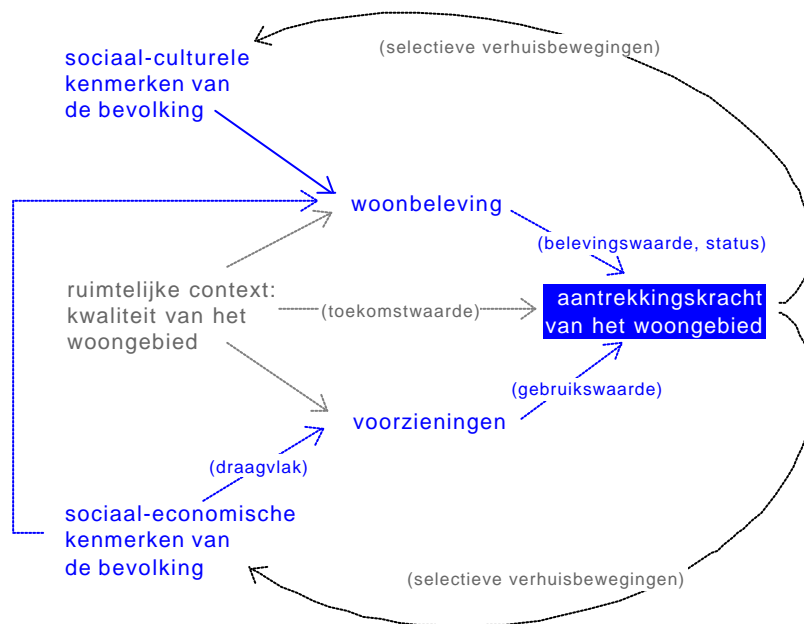 (selectieve verhuisbewegingen)
sociaal-culturele
kenmerken van
de bevolking
woonbeleving
(belevingswaarde, status)
ruimtelijke context:
kwaliteit van het
woongebied
(toekomstwaarde)
aantrekkingskracht
van het woongebied
(gebruikswaarde)
voorzieningen
(draagvlak)
sociaal-economische
kenmerken van
de bevolking
(selectieve verhuisbewegingen)